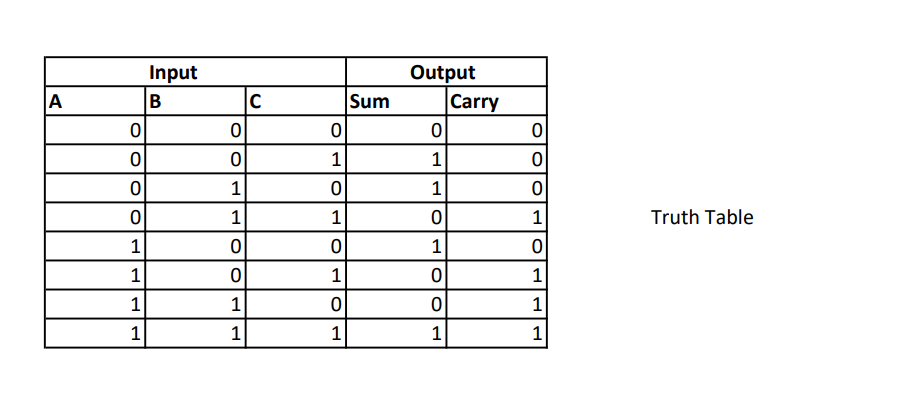 Input Output
A B C Sum Carry
0 0 0 0 0
0 0 1 1 0
0 1 0 1 0
0 1 1 0 1
1 0 0 1 0
1 0 1 0 1
1 1 0 0 1
1 1 1 1 1
Truth Table